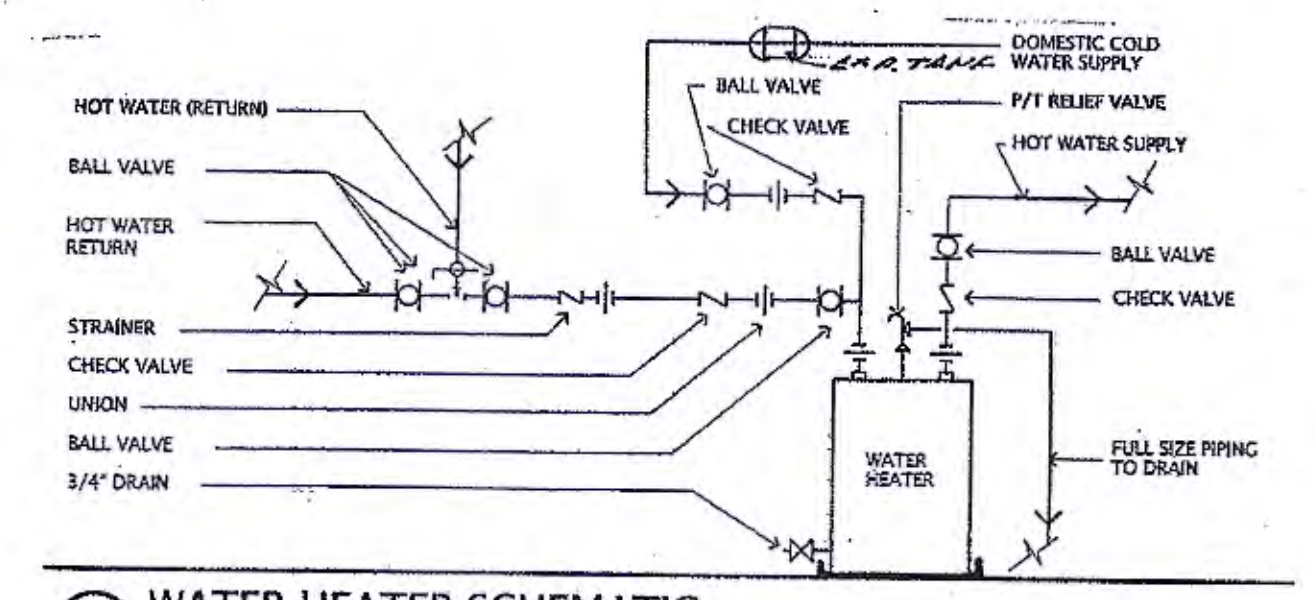 DOMESTIC COLD
WATER SUPPLY
EXP. TANK
BALL VALVE
P/T RELIEF VALVE
HOT WATER (RETURN)
CHECK VALVE
HOT WATER SUPPLY
BALL VALVE
HOT WATER
RETURN
BALL VALVE
CHECK VALVE
STRAINER
CHECK VALVE
UNION
BALL VALVE
FULL SIZE PIPING
TO DRAIN
WATER
HEATER
3/4" DRAIN
WATER HEATER SCHEMATIC